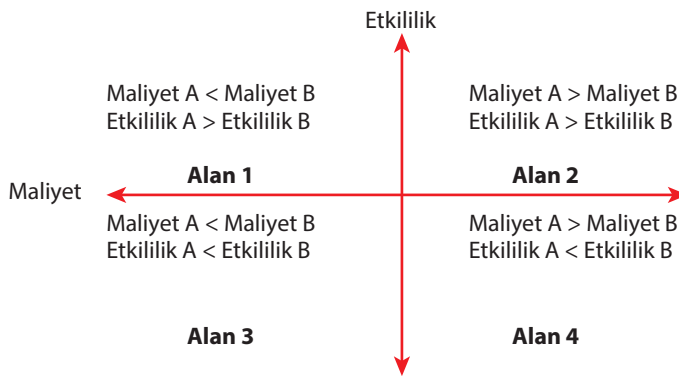 Etkililik
Maliyet A < Maliyet B
Etkililik A > Etkililik B
Maliyet A > Maliyet B
Etkililik A > Etkililik B
Alan 1
Alan 2
Maliyet
Maliyet A < Maliyet B
Etkililik A < Etkililik B
Maliyet A > Maliyet B
Etkililik A < Etkililik B
Alan 3
Alan 4